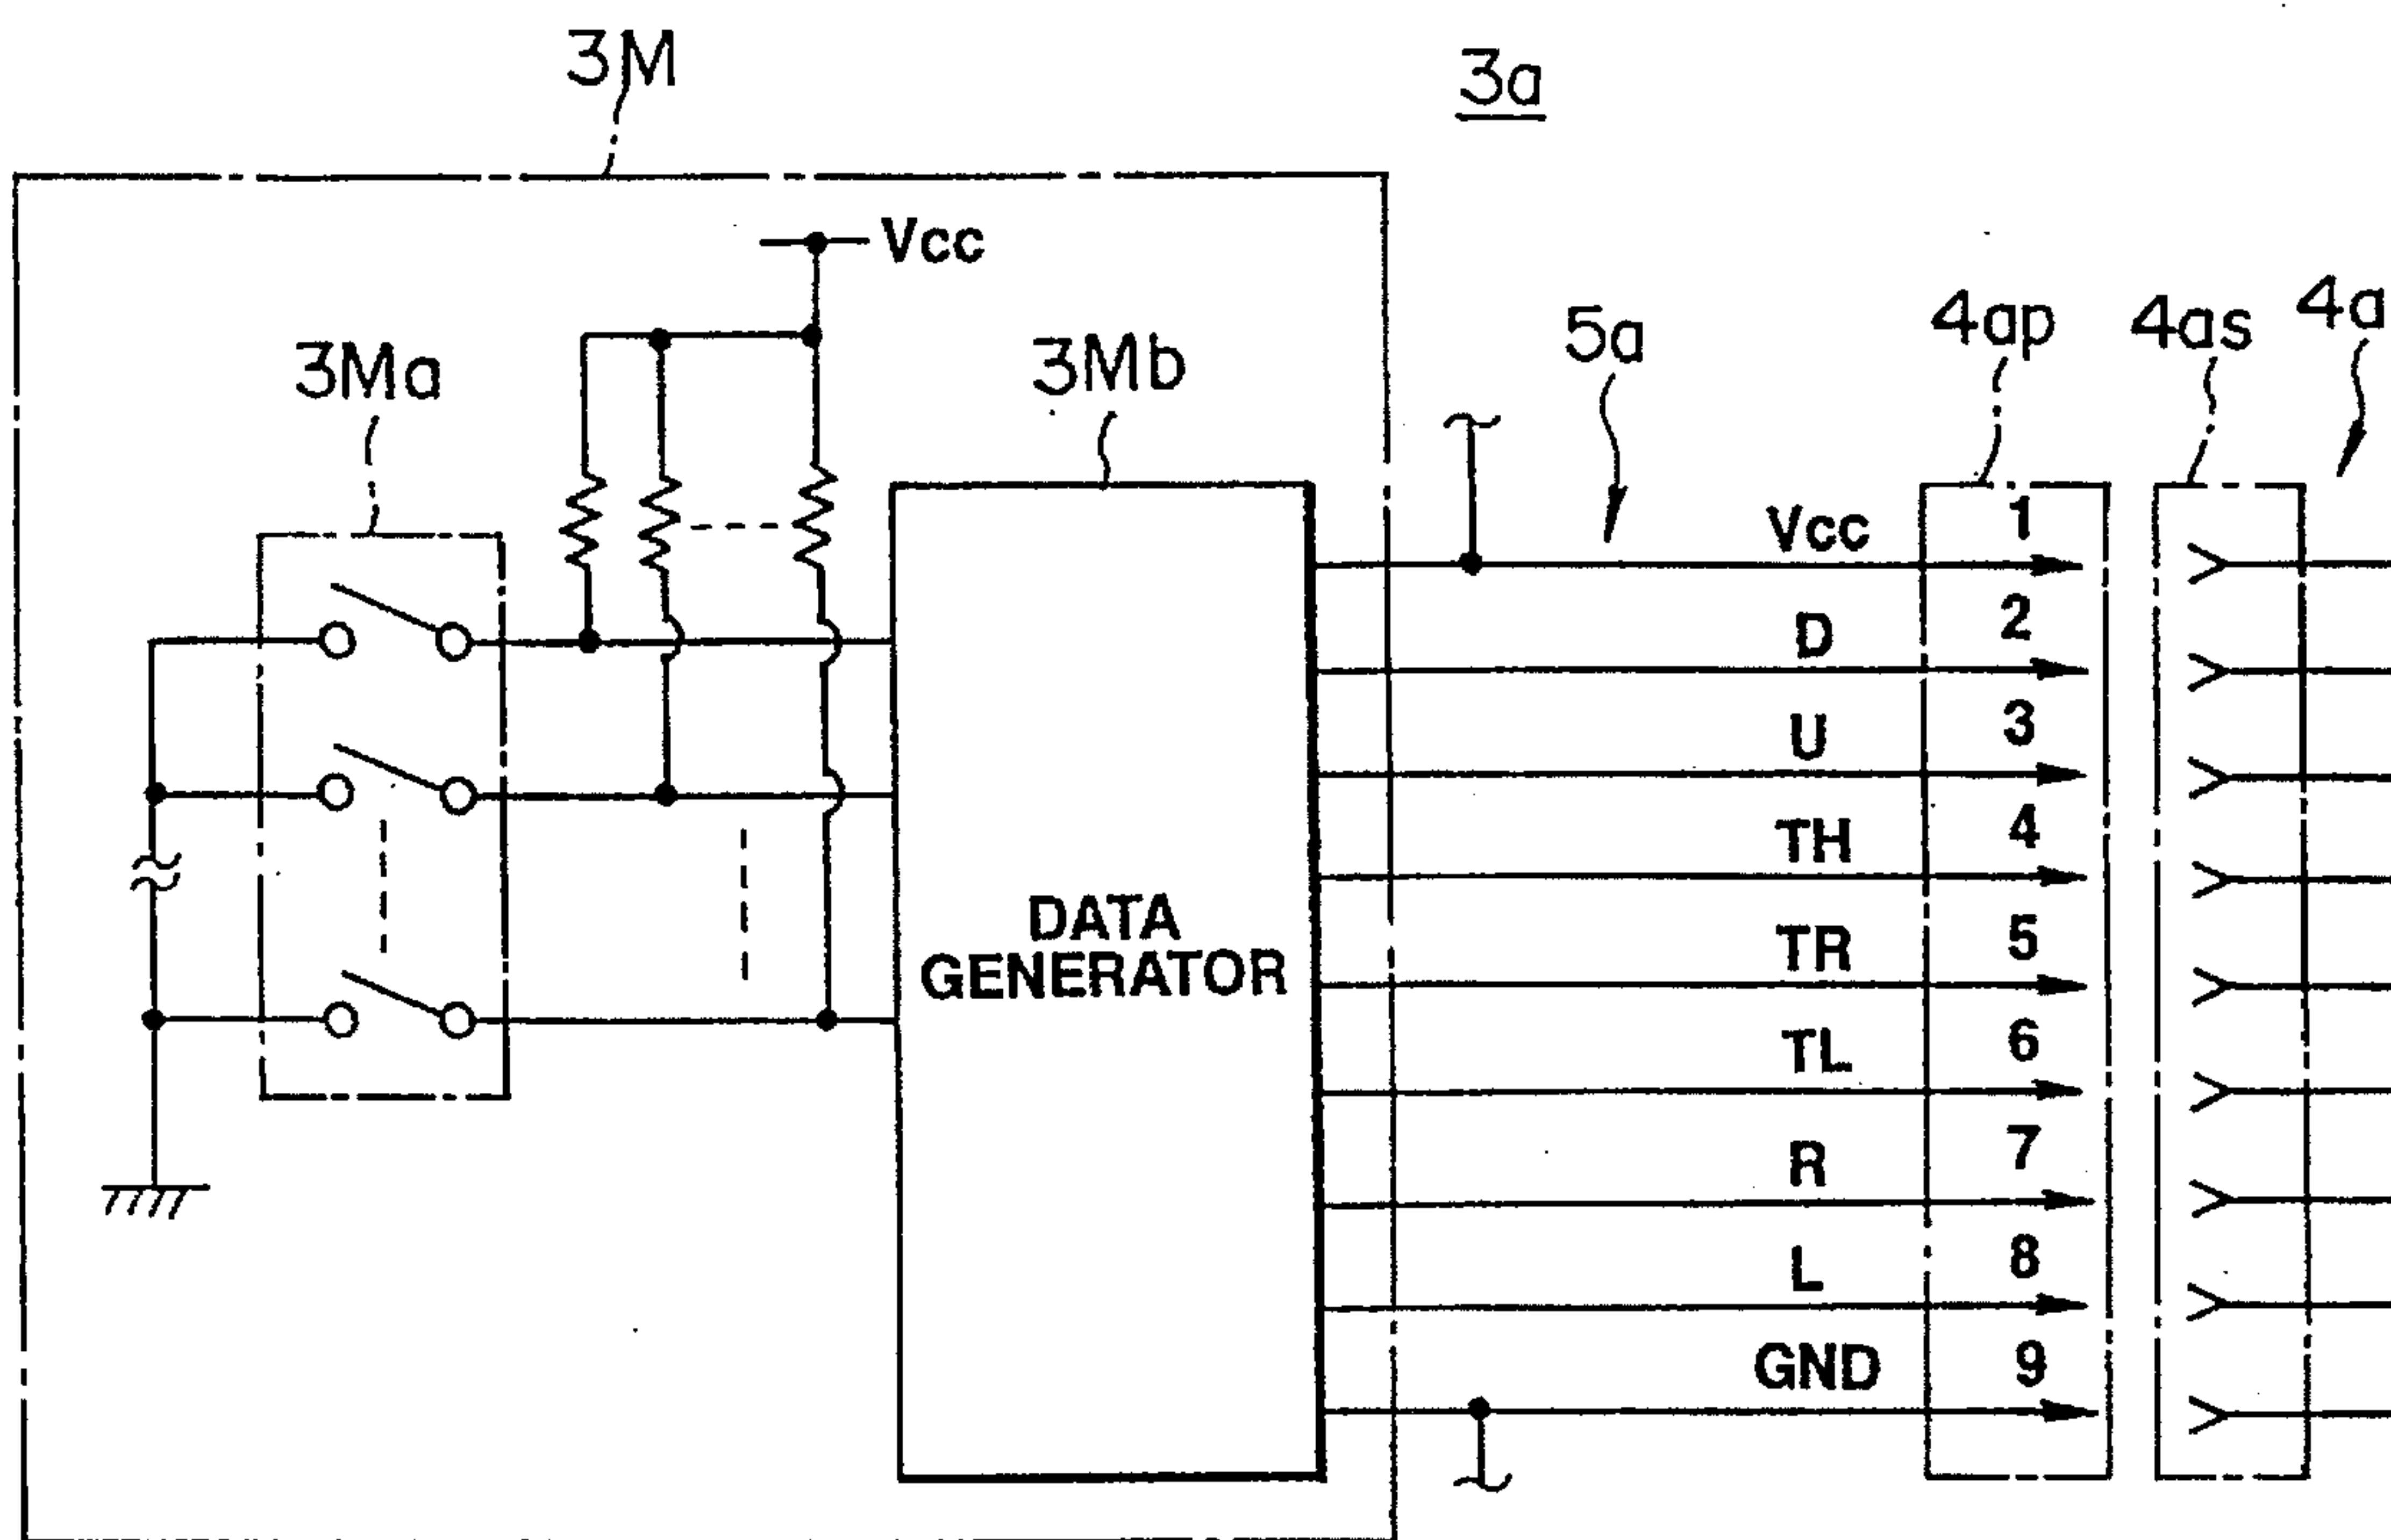 3M
3a
Vcc
3Ma
3Mb
5a
4ap
4as
4a
Vcc
1
D
2
U
3
TH
4
DATA
GENERATOR
TR
5
TL
6
R
7
L
8
GND
9